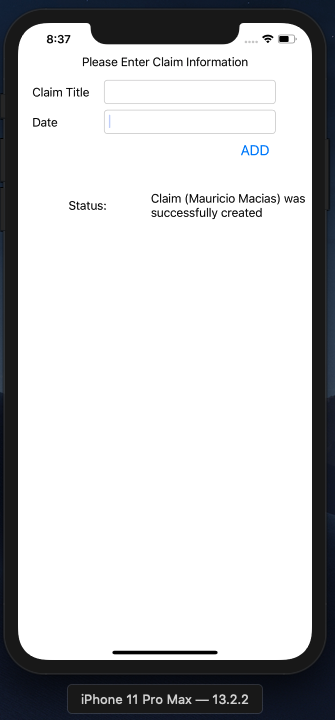 8:37
Please Enter Claim Information
Claim Title
Date
ADD
Status:
Claim (Mauricio Macias) was
successfully created
iPhone 11 Pro Max — 13.2.2